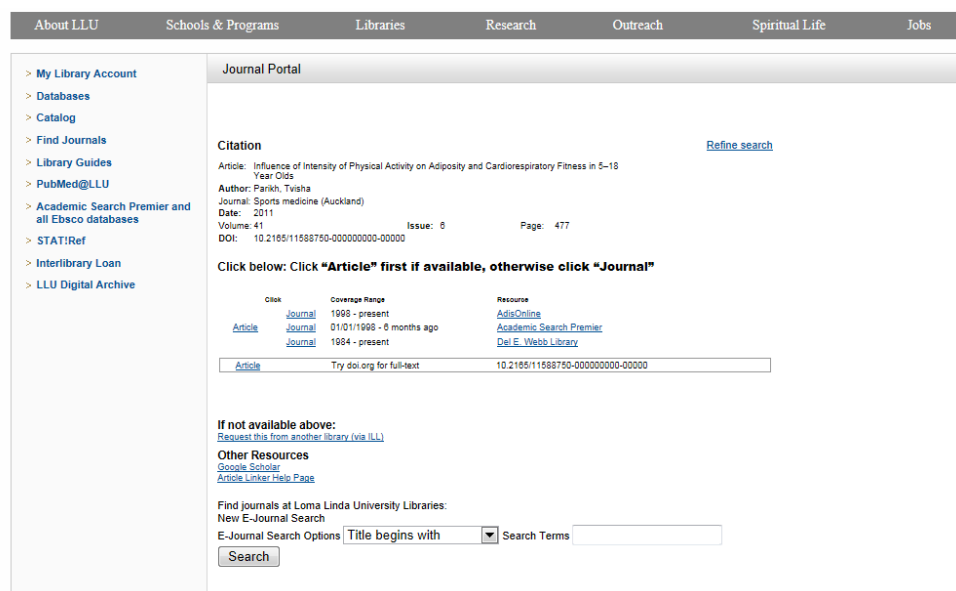 About LLU Schools & Programs Libraries Research Outreach Spiritual Life Jobs
> My Library Account
> Databases
> Catalog
> Find Journals
> Library Guides
> PubMed@LLU
> Academic Search Premier and
all Ebsco databases
> STAT!Ref
> Interlibrary Loan
> LLU Digital Archive
Journal Portal
Citation Refine search
Article: Influence of Intensity of Physical Activity on Adiposity and Cardiorespiratory Fitness in 5–18
Year Olds
Author: Parikh, Tvisha
Journal: Sports medicine (Auckland)
Date: 2011
Volume: 41 Issue: 6 Page: 477
DOI: 10.2165/11588750-000000000-00000
Click below: Click “Article” first if available, otherwise click “Journal”
Click Coverage Range Resource
Journal 1998 - present AdisOnline
Article Journal 01/01/1998 - 6 months ago Academic Search Premier
Journal 1984 - present Del E. Webb Library
Article Try doi.org for full-text 10.2165/11588750-000000000-00000
If not available above:
Request this from another library (via ILL)
Other Resources
Google Scholar
Article Linker Help Page
Find journals at Loma Linda University Libraries:
New E-Journal Search
E-Journal Search Options Title begins with Search Terms
Search